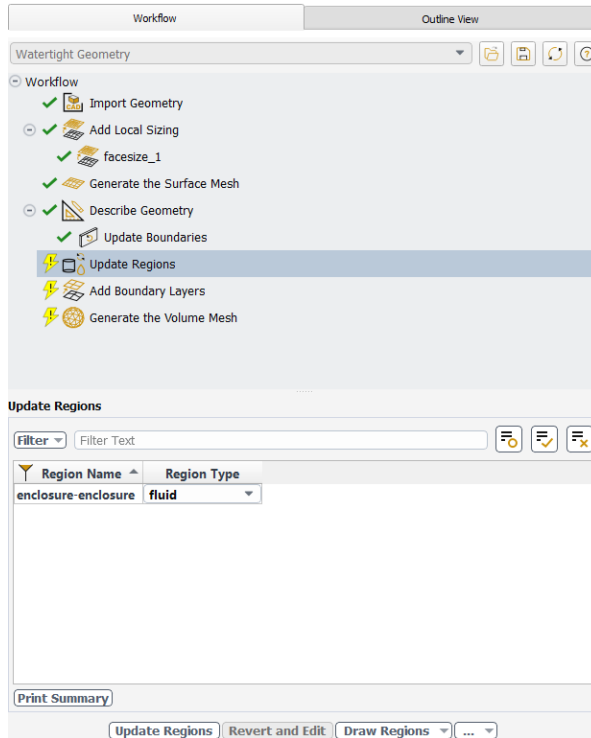 Workflow
Outline View
Watertight Geometry
Workflow
CAD
Import Geometry
Add Local Sizing
facesize_1
Generate the Surface Mesh
Describe Geometry
Update Boundaries
Update Regions
Add Boundary Layers
Generate the Volume Mesh
Update Regions
Filter Filter Text
Region Name Region Type
enclosure-enclosure fluid
Print Summary
Update Regions Revert and Edit Draw Regions ...